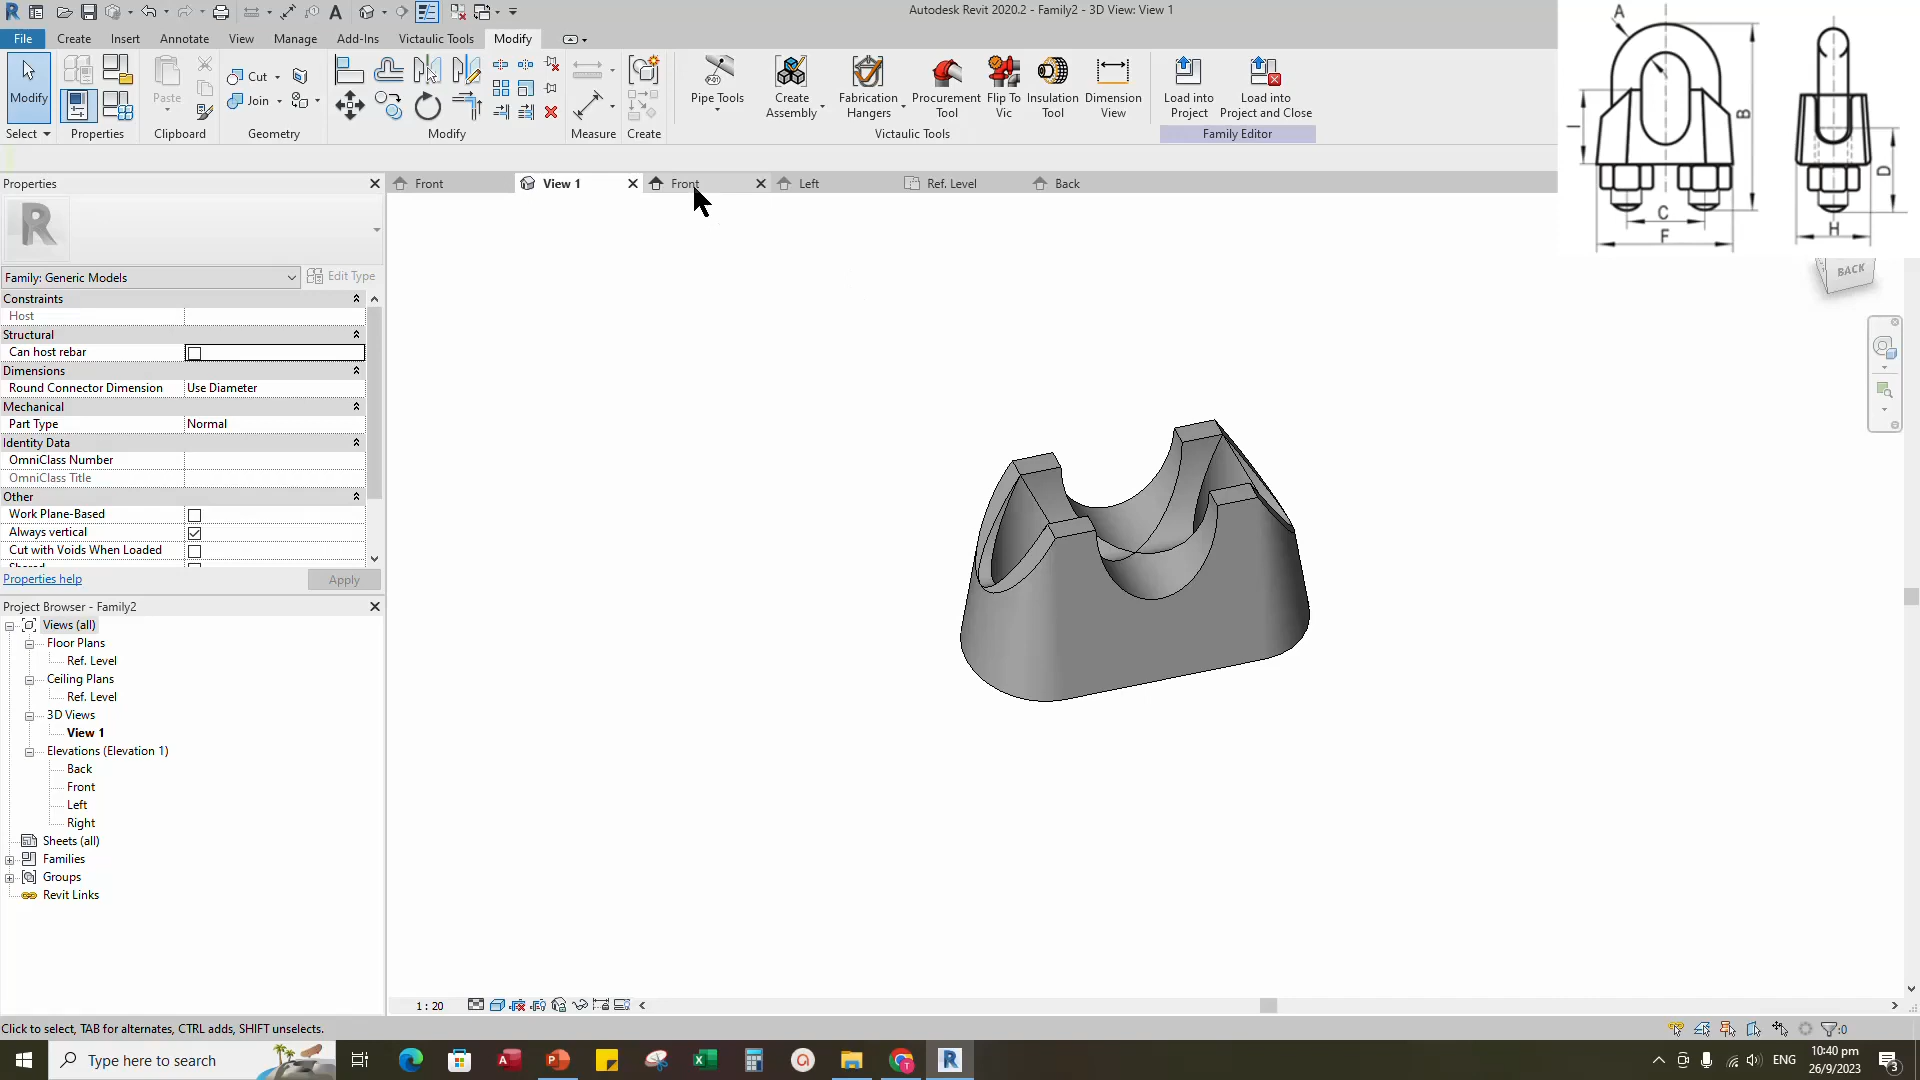 Autodesk Revit 2020.2 - Family2 - 3D View: View 1
File Create Insert Annotate View Manage Add-Ins Victaulic Tools Modify
Modify
Select
Properties
Paste
Clipboard
Cut
Join
Geometry
Modify
Measure
Create
Pipe Tools
Create Assembly
Fabrication Hangers
Procurement Tool
Flip To Vic
Insulation Tool
Dimension View
Victaulic Tools
Load into Project
Load into Project and Close
Family Editor
A
B
I
C
F
D
H
Properties
Front
View 1
Front
Left
Ref. Level
Back
BACK
Family: Generic Models
Edit Type
Constraints
Host
Structural
Can host rebar
Dimensions
Round Connector Dimension Use Diameter
Mechanical
Part Type Normal
Identity Data
OmniClass Number
OmniClass Title
Other
Work Plane-Based
Always vertical
Cut with Voids When Loaded
Properties help
Apply
Project Browser - Family2
Views (all)
Floor Plans
Ref. Level
Ceiling Plans
Ref. Level
3D Views
View 1
Elevations (Elevation 1)
Back
Front
Left
Right
Sheets (all)
Families
Groups
Revit Links
1 : 20
Click to select, TAB for alternates, CTRL adds, SHIFT unselects.
:0
Type here to search
ENG
10:40 pm
26/9/2023
3